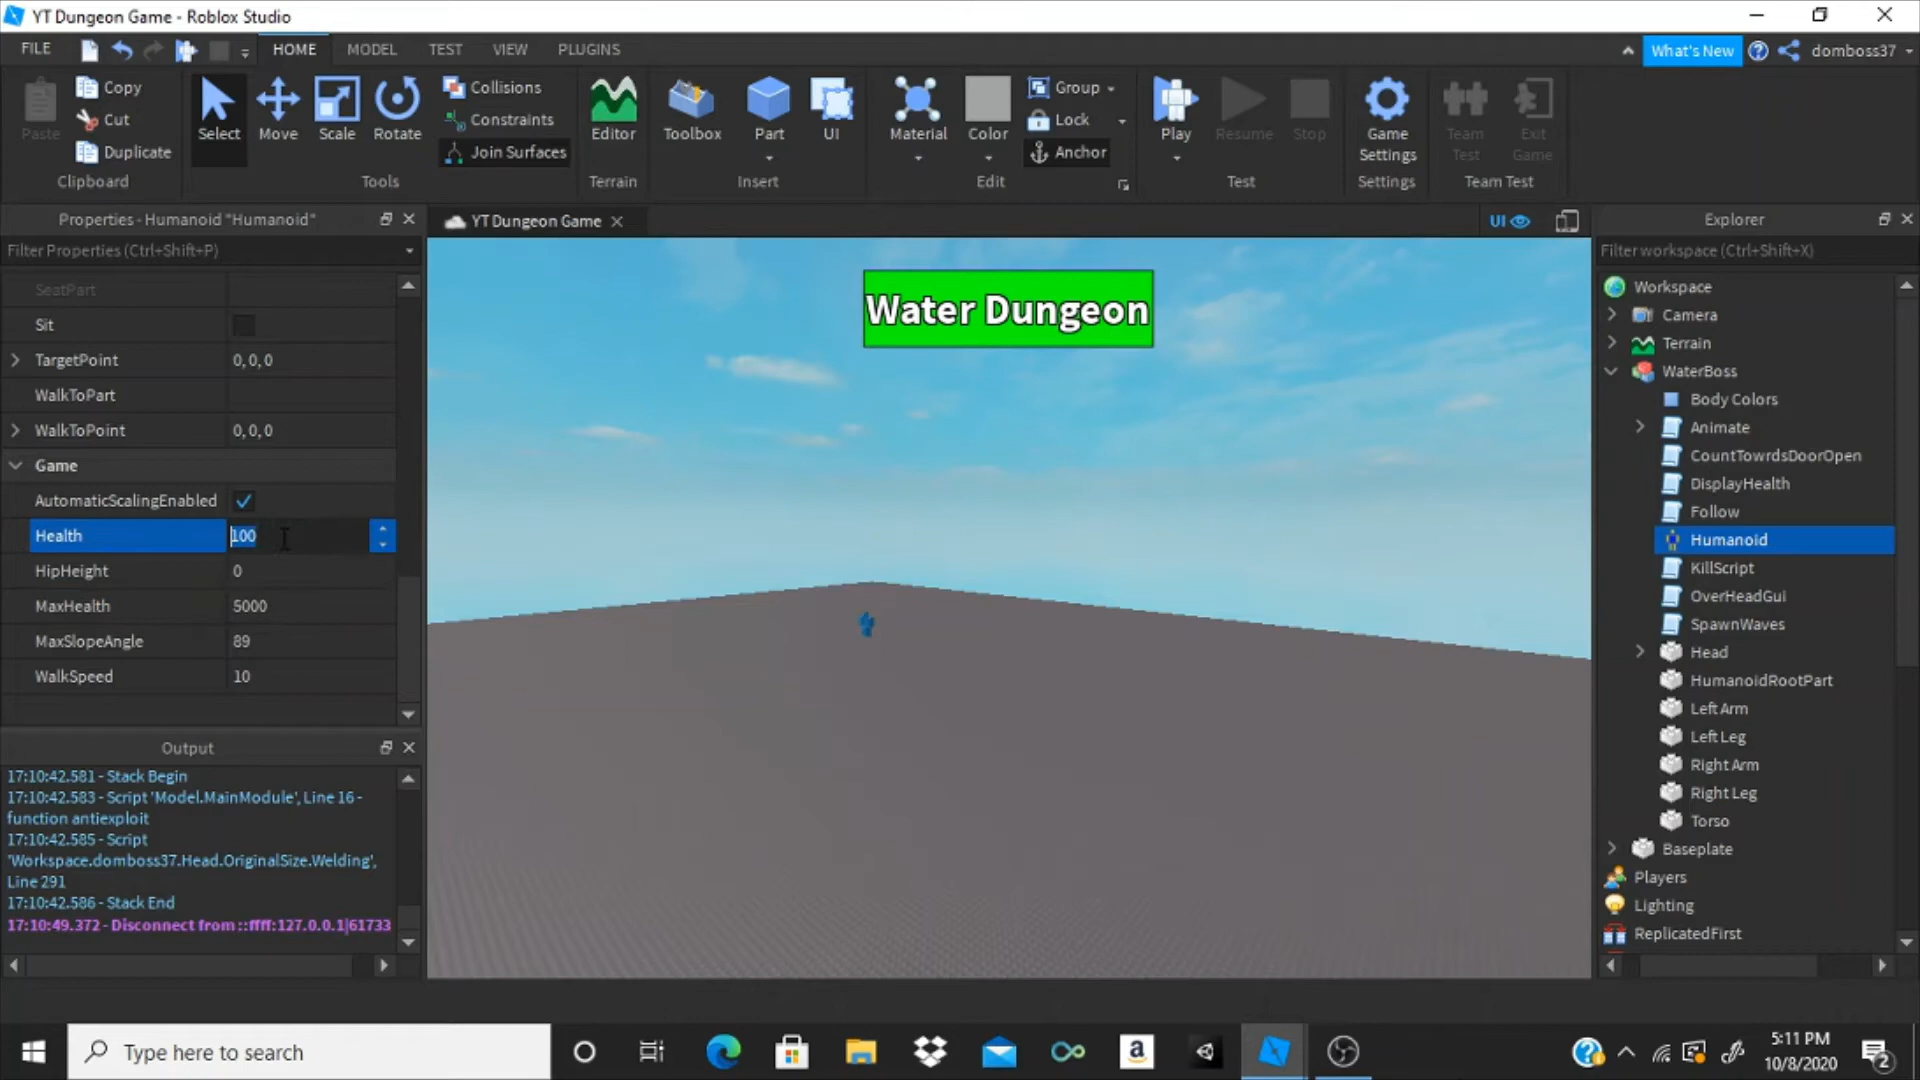 YT Dungeon Game - Roblox Studio
FILE
HOME
MODEL
TEST
VIEW
PLUGINS
What's New
domboss37
Paste
Copy
Cut
Duplicate
Clipboard
Select
Move
Scale
Rotate
Collisions
Constraints
Join Surfaces
Tools
Editor
Terrain
Toolbox
Part
UI
Insert
Material
Color
Group
Lock
Anchor
Edit
Play
Resume
Stop
Test
Game
Settings
Settings
Team
Test
Exit
Game
Team Test
Properties - Humanoid "Humanoid"
Filter Properties (Ctrl+Shift+P)
SeatPart
Sit
TargetPoint 0, 0, 0
WalkToPart
WalkToPoint 0, 0, 0
Game
AutomaticScalingEnabled
Health 100
HipHeight 0
MaxHealth 5000
MaxSlopeAngle 89
WalkSpeed 10
Output
17:10:42.581 - Stack Begin
17:10:42.583 - Script 'Model.MainModule', Line 16 -
function antiexploit
17:10:42.585 - Script
'Workspace.domboss37.Head.OriginalSize.Welding',
Line 291
17:10:42.586 - Stack End
17:10:49.372 - Disconnect from ::ffff:127.0.0.1|61733
YT Dungeon Game
UI
Water Dungeon
Explorer
Filter workspace (Ctrl+Shift+X)
Workspace
Camera
Terrain
WaterBoss
Body Colors
Animate
CountTowrdsDoorOpen
DisplayHealth
Follow
Humanoid
KillScript
OverHeadGui
SpawnWaves
Head
HumanoidRootPart
Left Arm
Left Leg
Right Arm
Right Leg
Torso
Baseplate
Players
Lighting
ReplicatedFirst
Type here to search
a
5:11 PM
10/8/2020
2